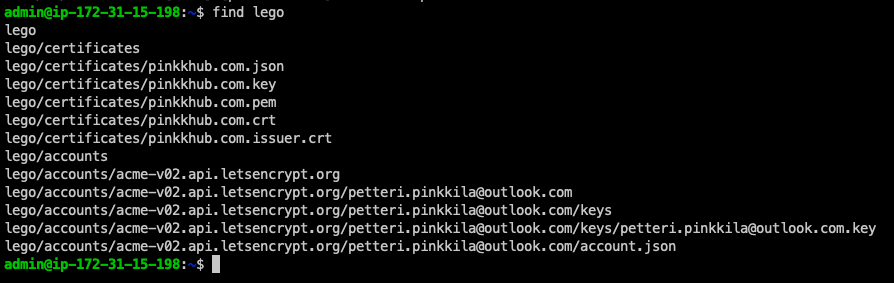 admin@ip-172-31-15-198:~$ find lego
lego
lego/certificates
lego/certificates/pinkkhub.com.json
lego/certificates/pinkkhub.com.key
lego/certificates/pinkkhub.com.pem
lego/certificates/pinkkhub.com.crt
lego/certificates/pinkkhub.com.issuer.crt
lego/accounts
lego/accounts/acme-v02.api.letsencrypt.org
lego/accounts/acme-v02.api.letsencrypt.org/petteri.pinkkila@outlook.com
lego/accounts/acme-v02.api.letsencrypt.org/petteri.pinkkila@outlook.com/keys
lego/accounts/acme-v02.api.letsencrypt.org/petteri.pinkkila@outlook.com/keys/petteri.pinkkila@outlook.com.key
lego/accounts/acme-v02.api.letsencrypt.org/petteri.pinkkila@outlook.com/account.json
admin@ip-172-31-15-198:~$